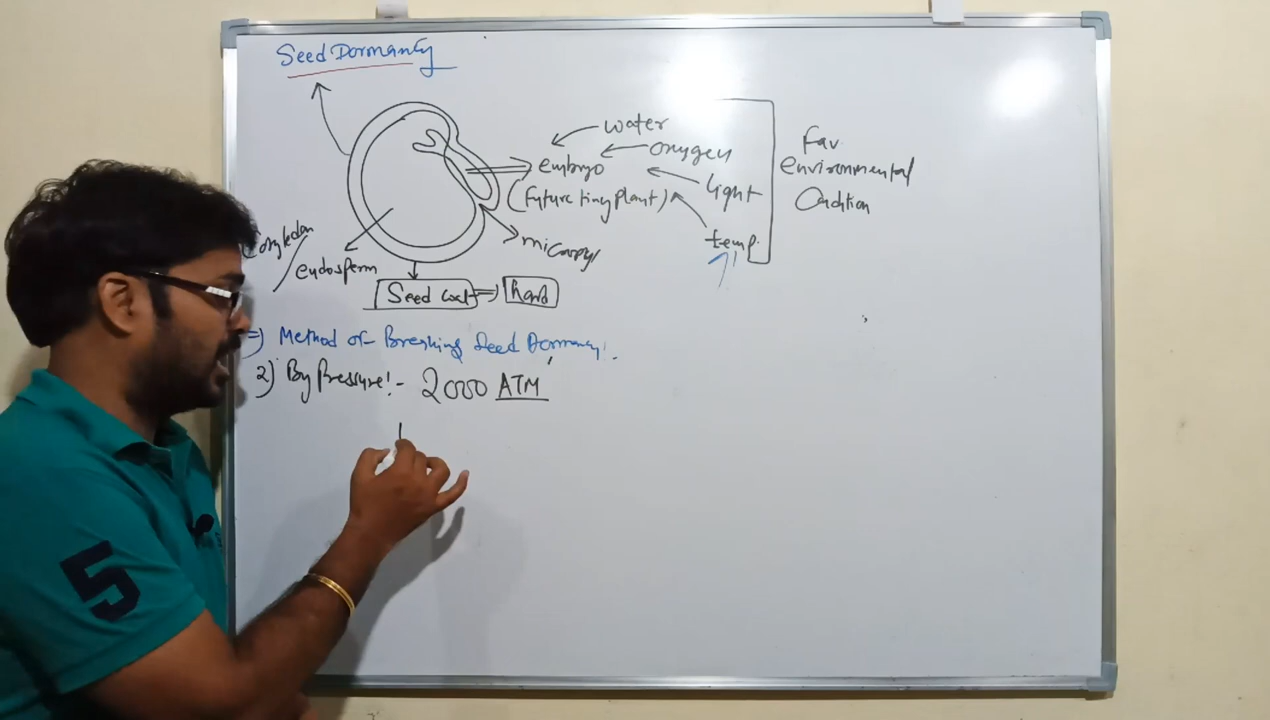 Seed Dormancy
water
oxygen
embryo
(future tiny plant)
light
temp.
Fav.
environmental
Condition
micropyl
endosperm
Seed coat => hard
=) Method of Breaking Seed Dormancy:
2) By Pressure:- 2000 ATM
5